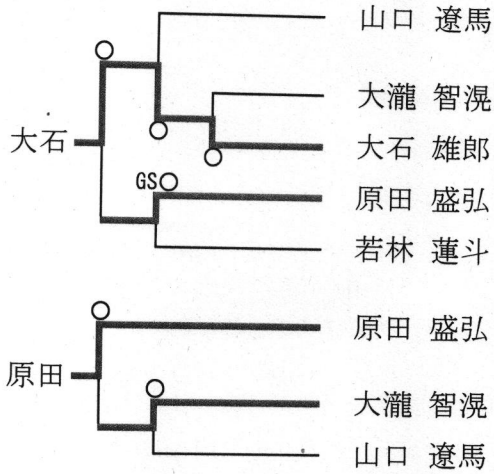 山口 遼馬
大瀧 智滉
大石
大石 雄郎
GS 原田 盛弘
若林 蓮斗
原田 盛弘
原田
大瀧 智滉
山口 遼馬